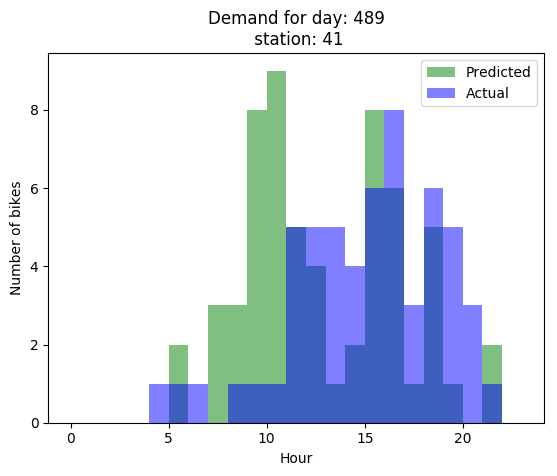 Demand for day: 489
station: 41
Predicted
Actual
Number of bikes
8
6
4
2
0
0
5
10
15
20
Hour